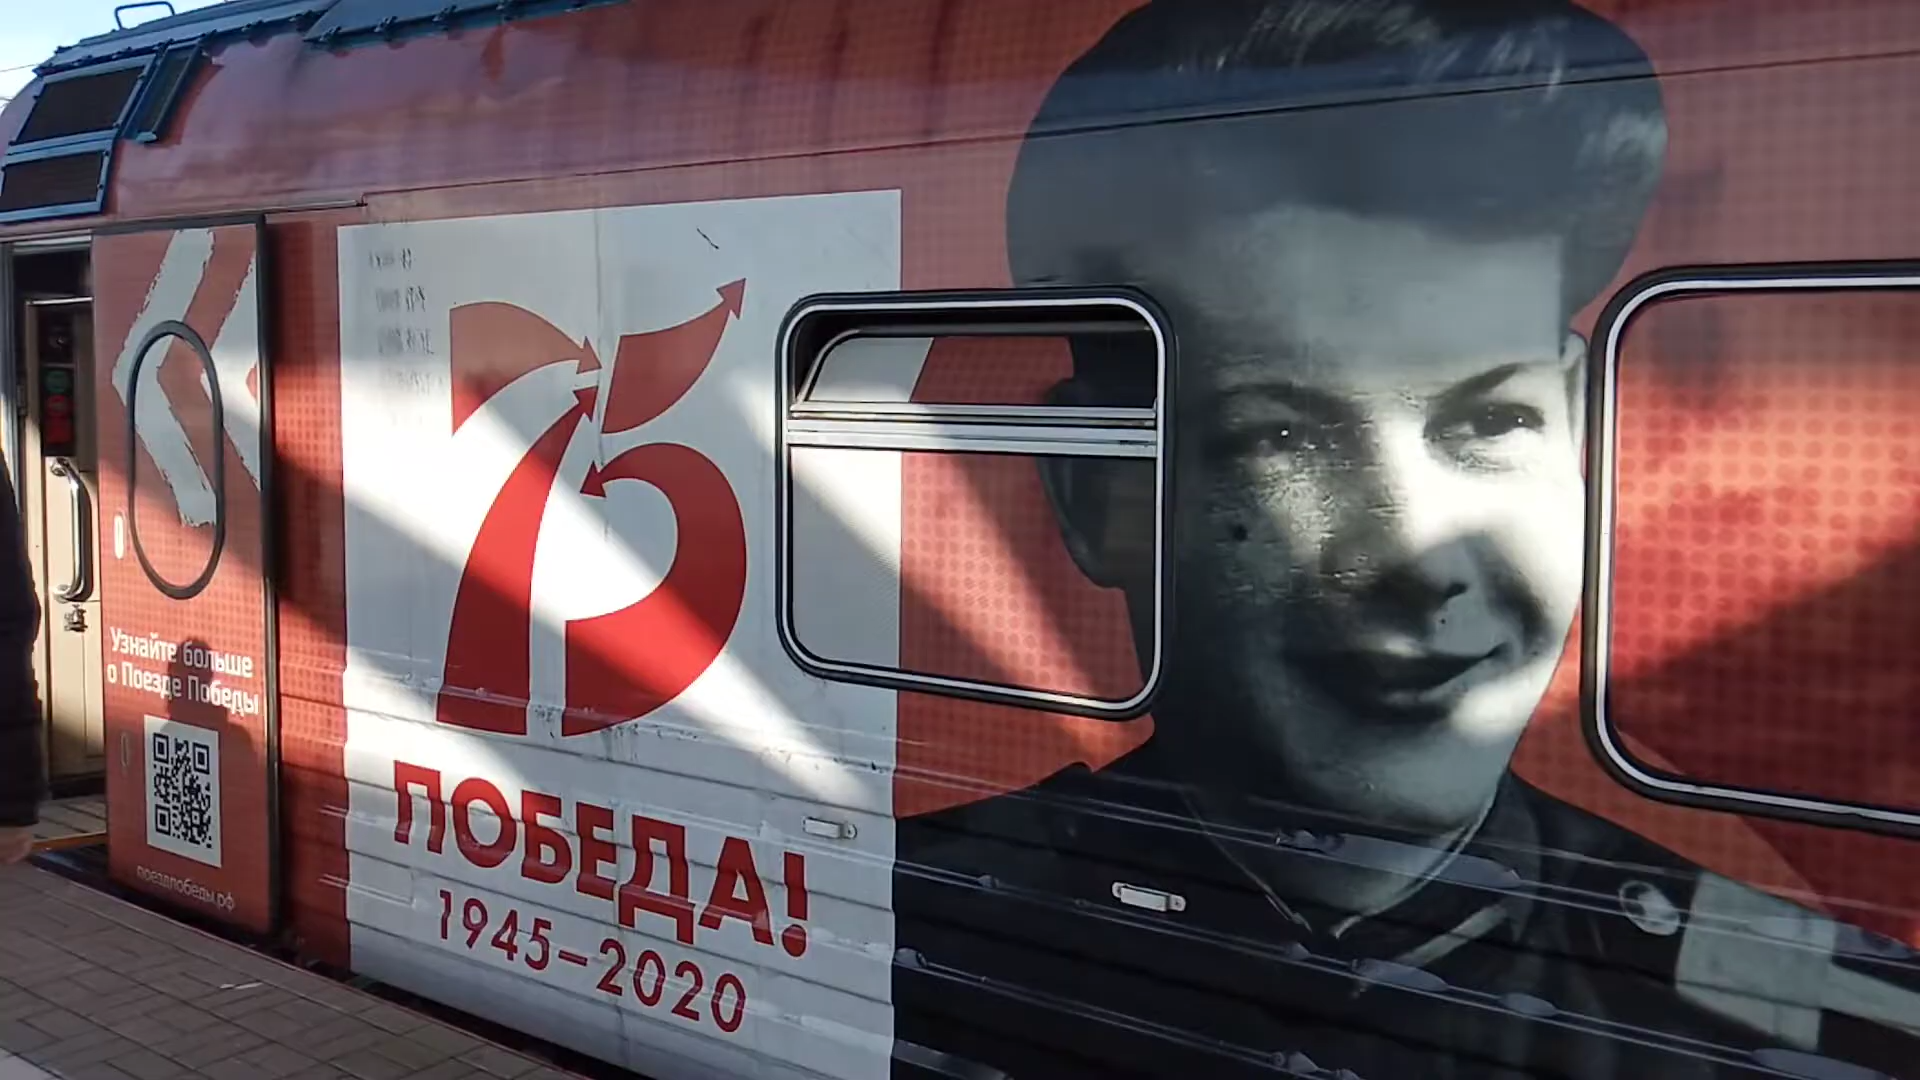 Узнайте больше
о Поезде Победы
поездпобеды.рф
75
ПОБЕДА!
1945–2020